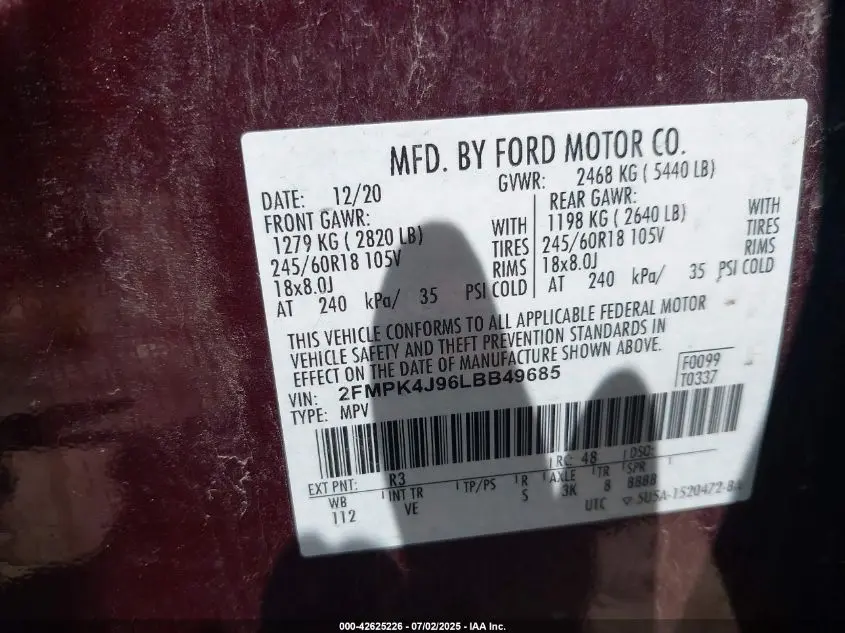 MFD. BY FORD MOTOR CO.
DATE: 12/20
GVWR: 2468 KG ( 5440 LB)
FRONT GAWR:
1279 KG ( 2820 LB) WITH
245/60R18 105V TIRES
18x8.0J RIMS
AT 240 kPa/ 35 PSI COLD
REAR GAWR:
1198 KG ( 2640 LB) WITH
245/60R18 105V TIRES
18x8.0J RIMS
AT 240 kPa/ 35 PSI COLD
THIS VEHICLE CONFORMS TO ALL APPLICABLE FEDERAL MOTOR
VEHICLE SAFETY AND THEFT PREVENTION STANDARDS IN
EFFECT ON THE DATE OF MANUFACTURE SHOWN ABOVE.
VIN: 2FMPK4J96LBB49685
F0099
TYPE: MPV
T0337
EXT PNT: R3 RC: 48 DSO:
WB INT TR TP/PS R AXLE TR SPR
112 VE S 3K 8 8888
UTC 5U5A-1520472-BA
000-42625226 - 07/02/2025 - IAA Inc.